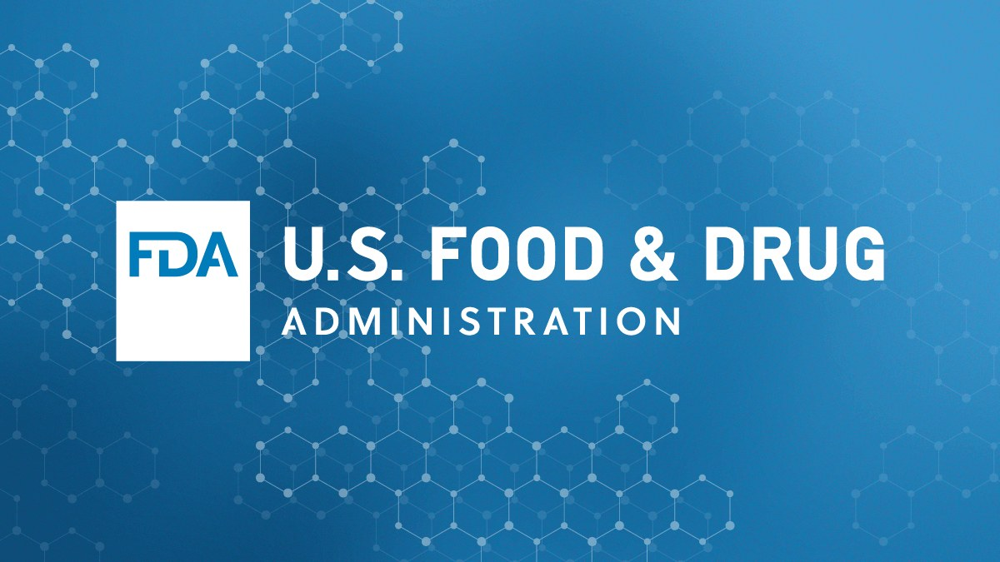 FDA
U.S. FOOD & DRUG
ADMINISTRATION